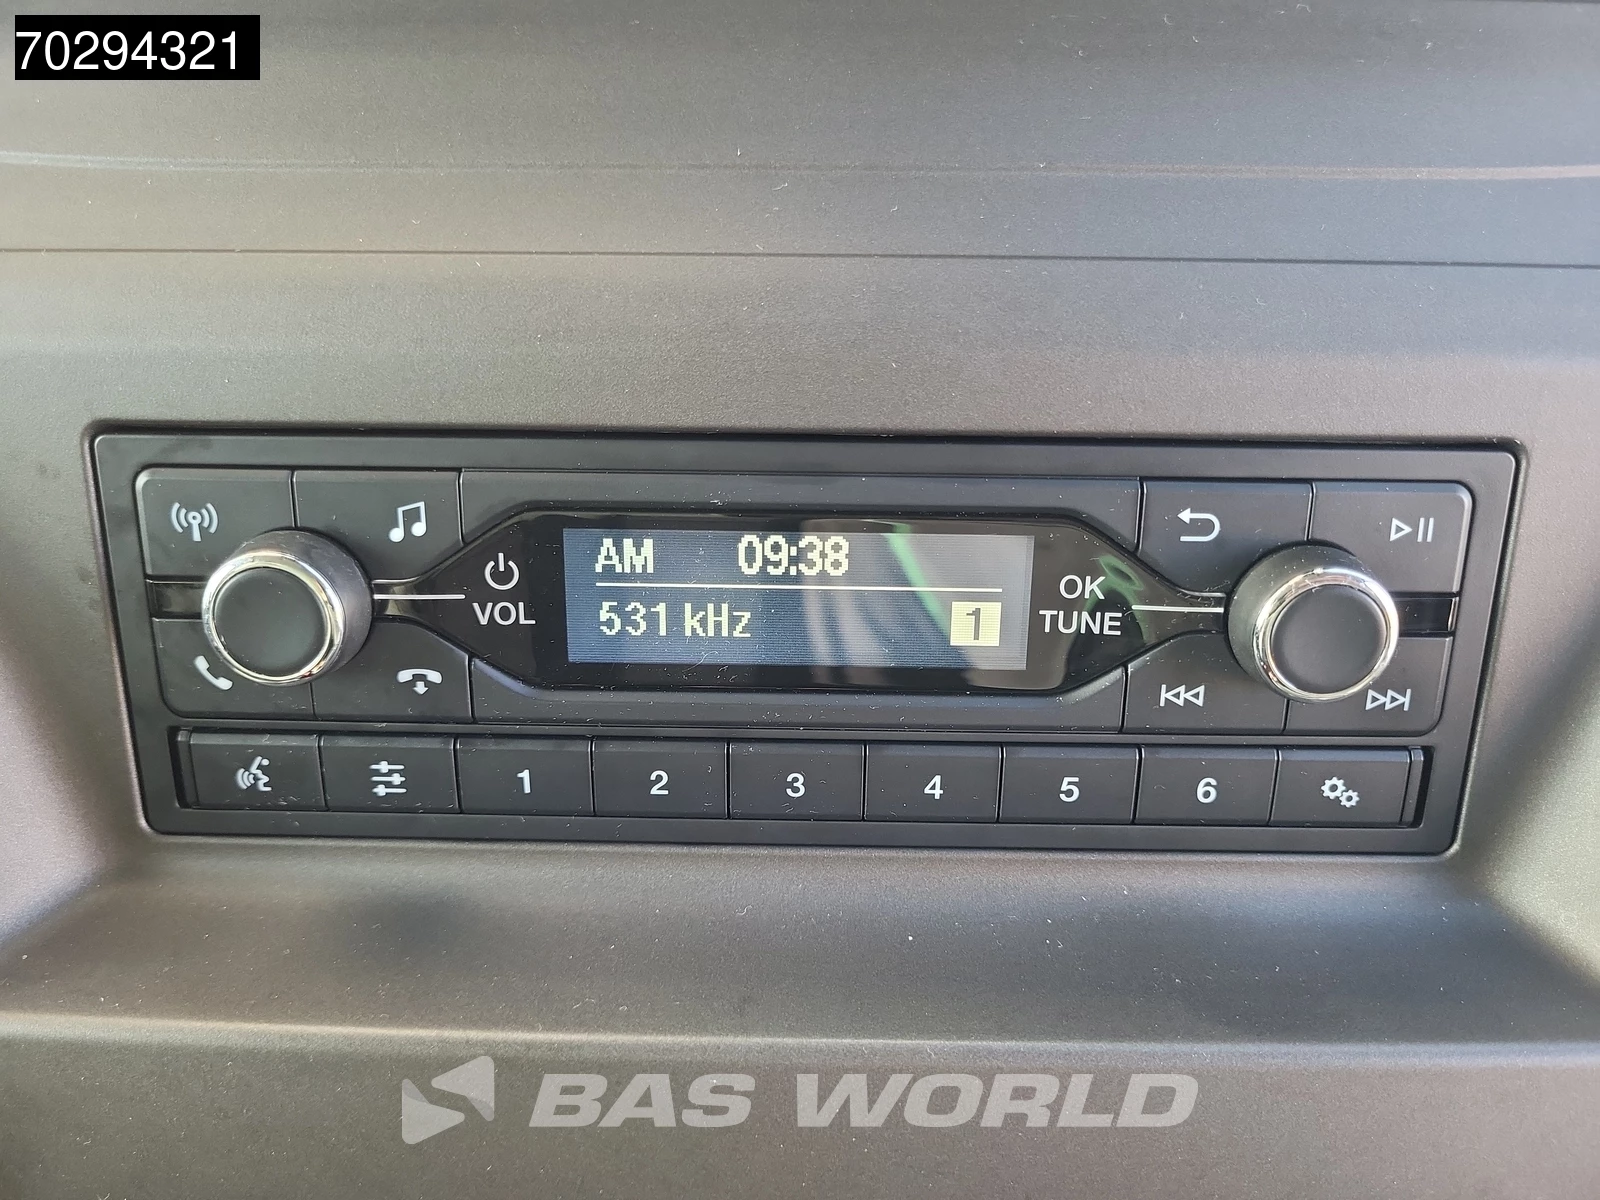 70294321
AM 09:38
531 kHz 1
VOL
OK
TUNE
1 2 3 4 5 6
BAS WORLD